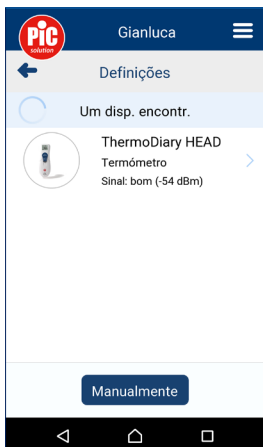 PiC
solution
Gianluca
Definições
Um disp. encontr.
ThermoDiary HEAD
Termómetro
Sinal: bom (-54 dBm)
Manualmente